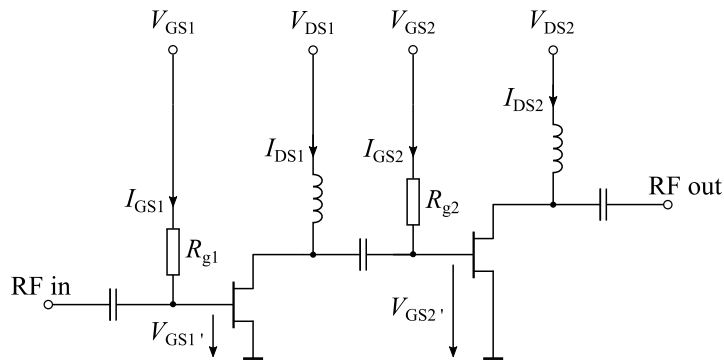 V_GS1 V_DS1 V_GS2 V_DS2
I_DS2
I_DS1 I_GS2
I_GS1 R_g2 RF out
R_g1
RF in
V_GS1' V_GS2'